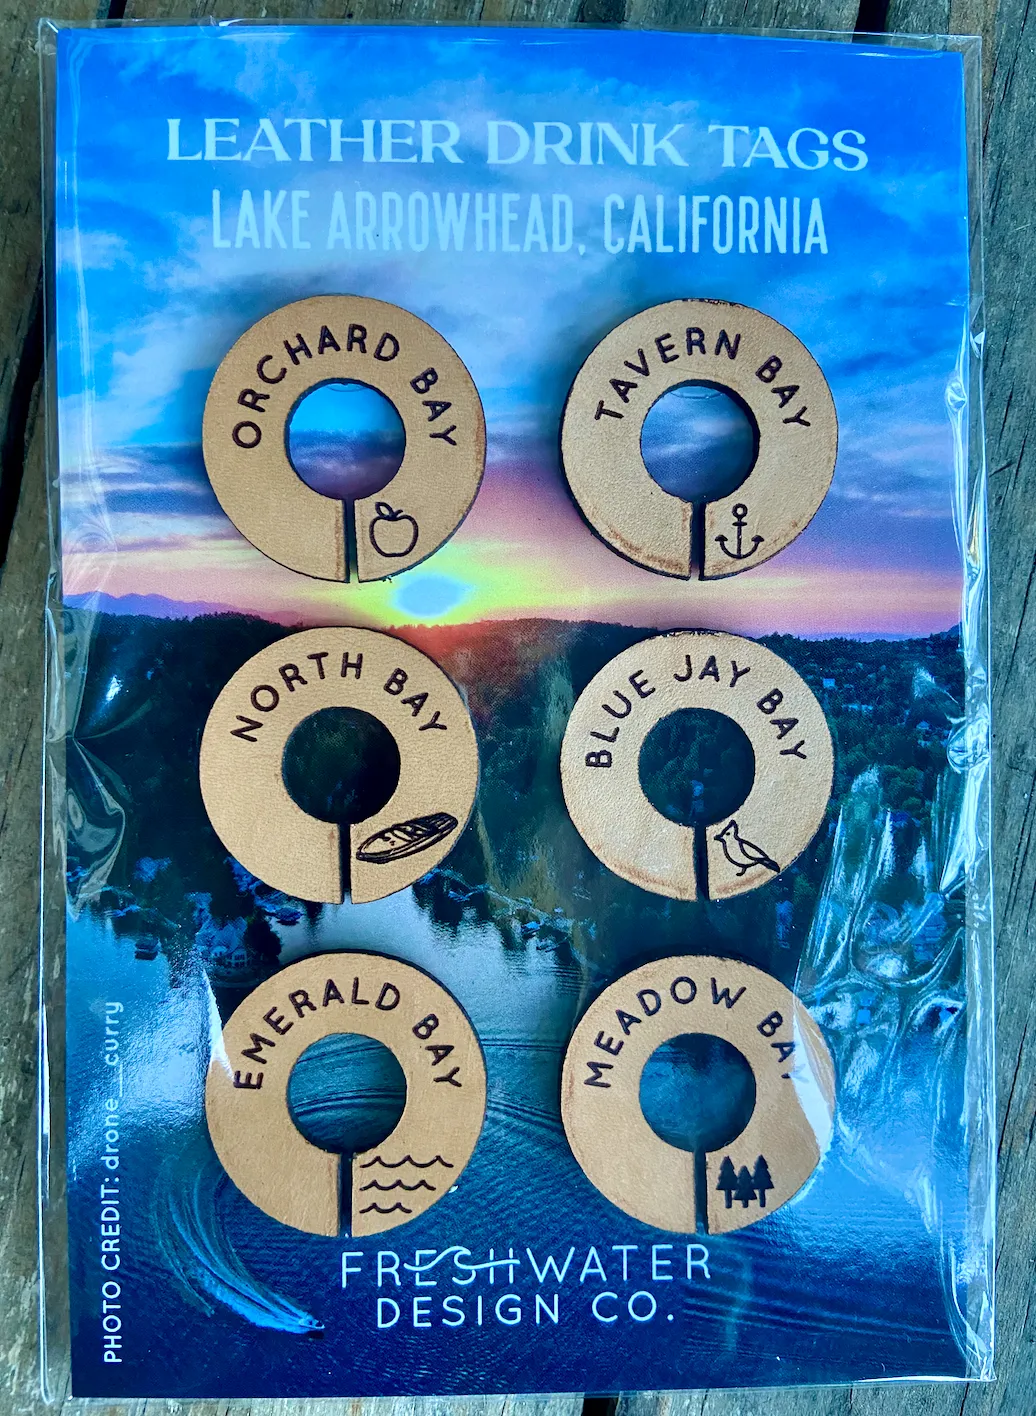 LEATHER DRINK TAGS
LAKE ARROWHEAD, CALIFORNIA
ORCHARD BAY
TAVERN BAY
NORTH BAY
BLUE JAY BAY
EMERALD BAY
MEADOW BAY
FRESHWATER
DESIGN CO.
PHOTO CREDIT: drone__curry